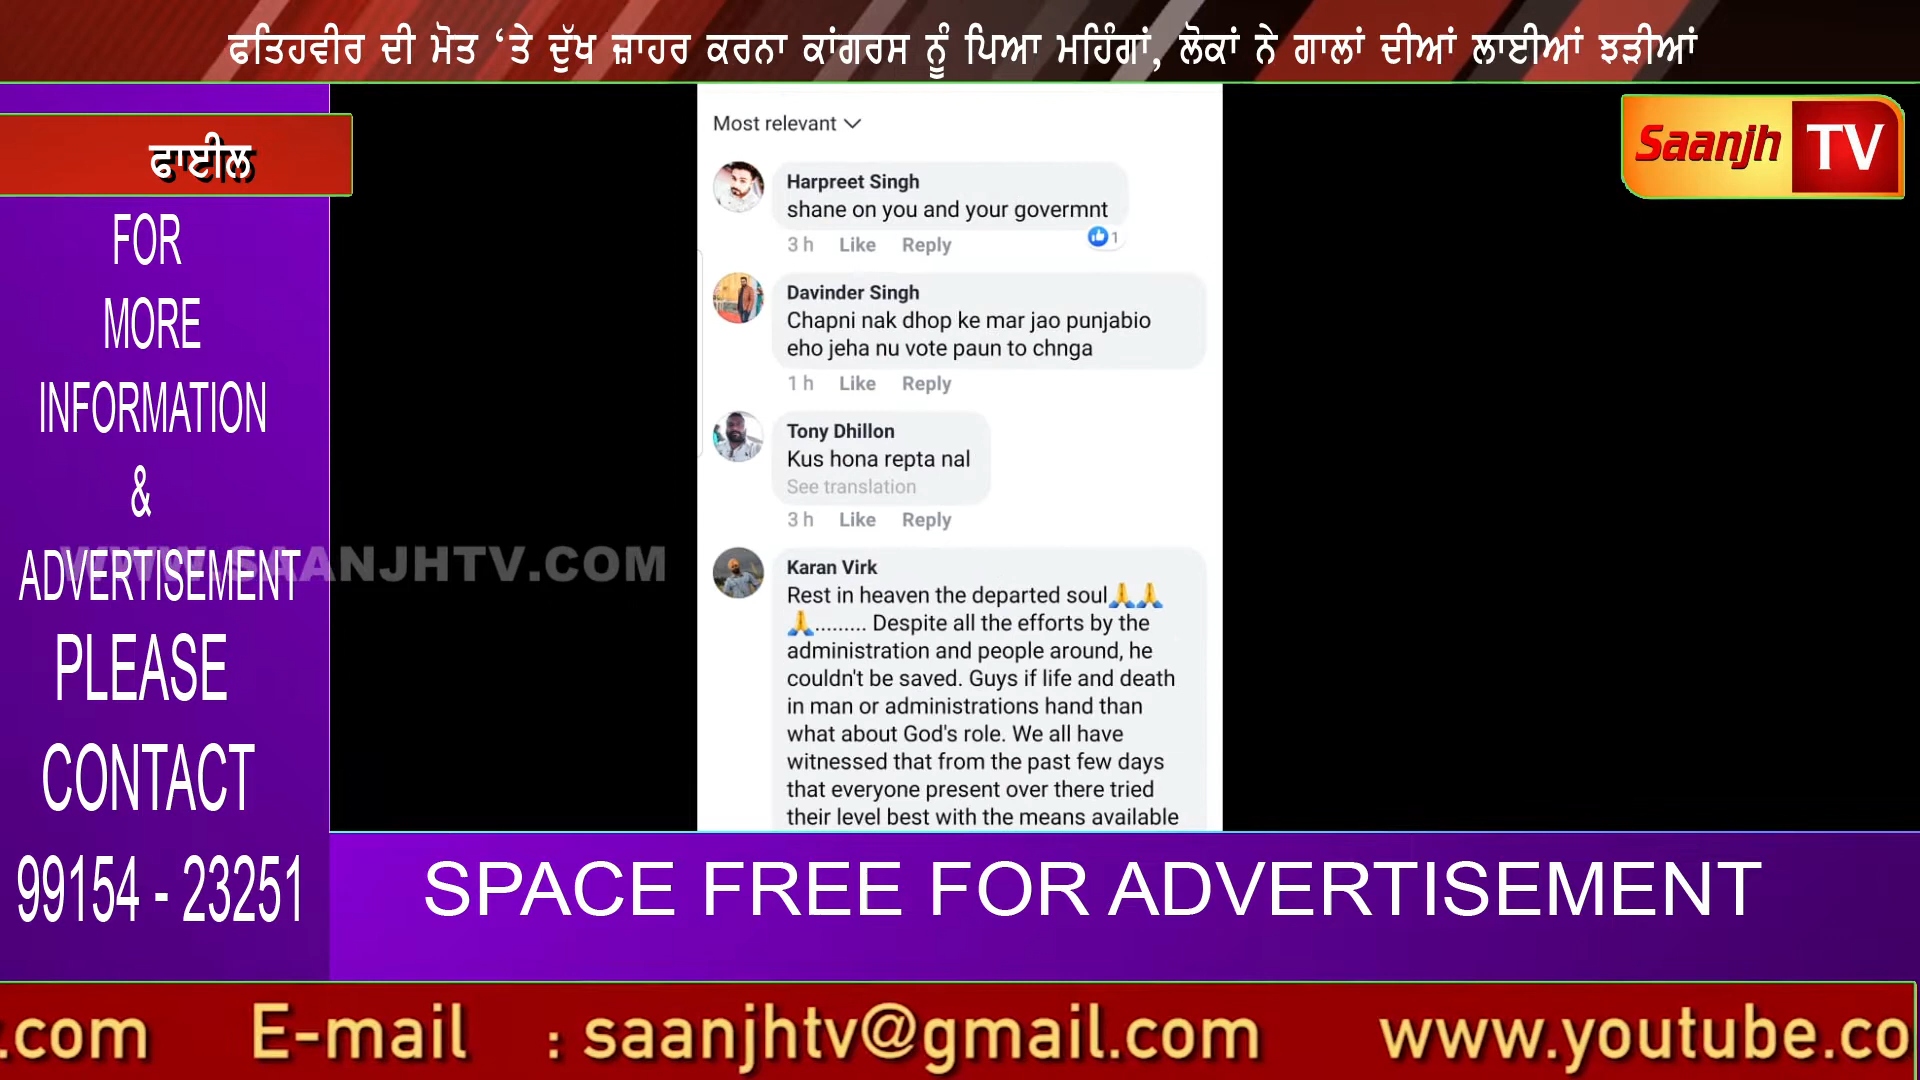 ਫਤਿਹਵੀਰ ਦੀ ਮੋਤ ‘ਤੇ ਦੁੱਖ ਜ਼ਾਹਰ ਕਰਨਾ ਕਾਂਗਰਸ ਨੂੰ ਪਿਆ ਮਹਿੰਗਾਂ, ਲੋਕਾਂ ਨੇ ਗਾਲਾਂ ਦੀਆਂ ਲਾਈਆਂ ਝੜੀਆਂ
ਫਾਈਲ
FOR
MORE
INFORMATION
&
ADVERTISEMENT
PLEASE
CONTACT
99154 - 23251
WWW.SAANJHTV.COM
Most relevant
Harpreet Singh
shane on you and your govermnt
3 h Like Reply
1
Davinder Singh
Chapni nak dhop ke mar jao punjabio
eho jeha nu vote paun to chnga
1 h Like Reply
Tony Dhillon
Kus hona repta nal
See translation
3 h Like Reply
Karan Virk
Rest in heaven the departed soul🙏🙏
🙏......... Despite all the efforts by the
administration and people around, he
couldn't be saved. Guys if life and death
in man or administrations hand than
what about God's role. We all have
witnessed that from the past few days
that everyone present over there tried
their level best with the means available
Saanjh TV
SPACE FREE FOR ADVERTISEMENT
.com E-mail : saanjhtv@gmail.com www.youtube.co